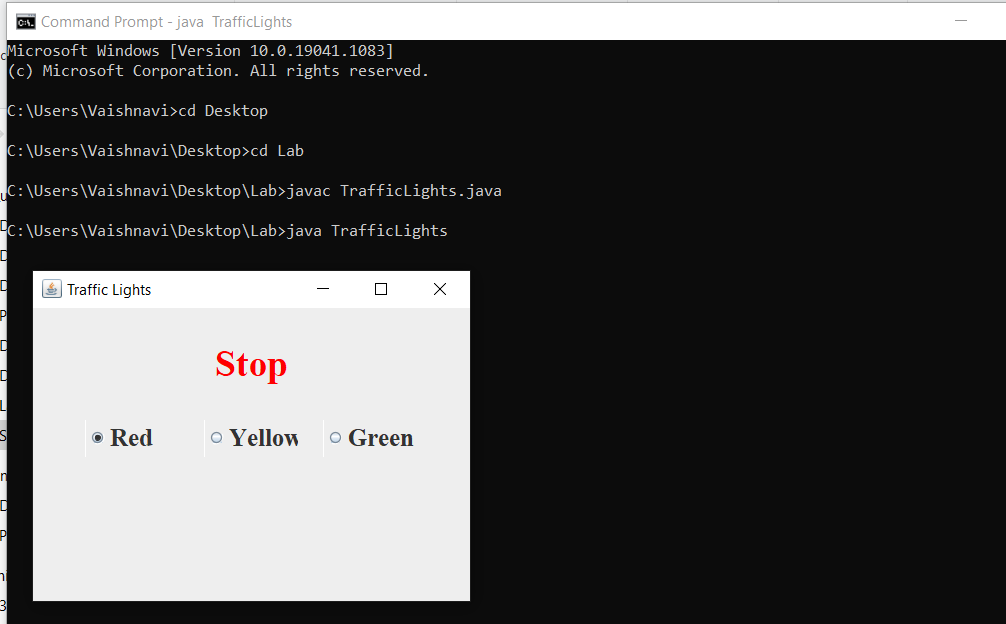 Command Prompt - java  TrafficLights
Microsoft Windows [Version 10.0.19041.1083]
(c) Microsoft Corporation. All rights reserved.
C:\Users\Vaishnavi>cd Desktop
C:\Users\Vaishnavi\Desktop>cd Lab
C:\Users\Vaishnavi\Desktop\Lab>javac TrafficLights.java
C:\Users\Vaishnavi\Desktop\Lab>java TrafficLights
Traffic Lights
Stop
Red Yellow Green